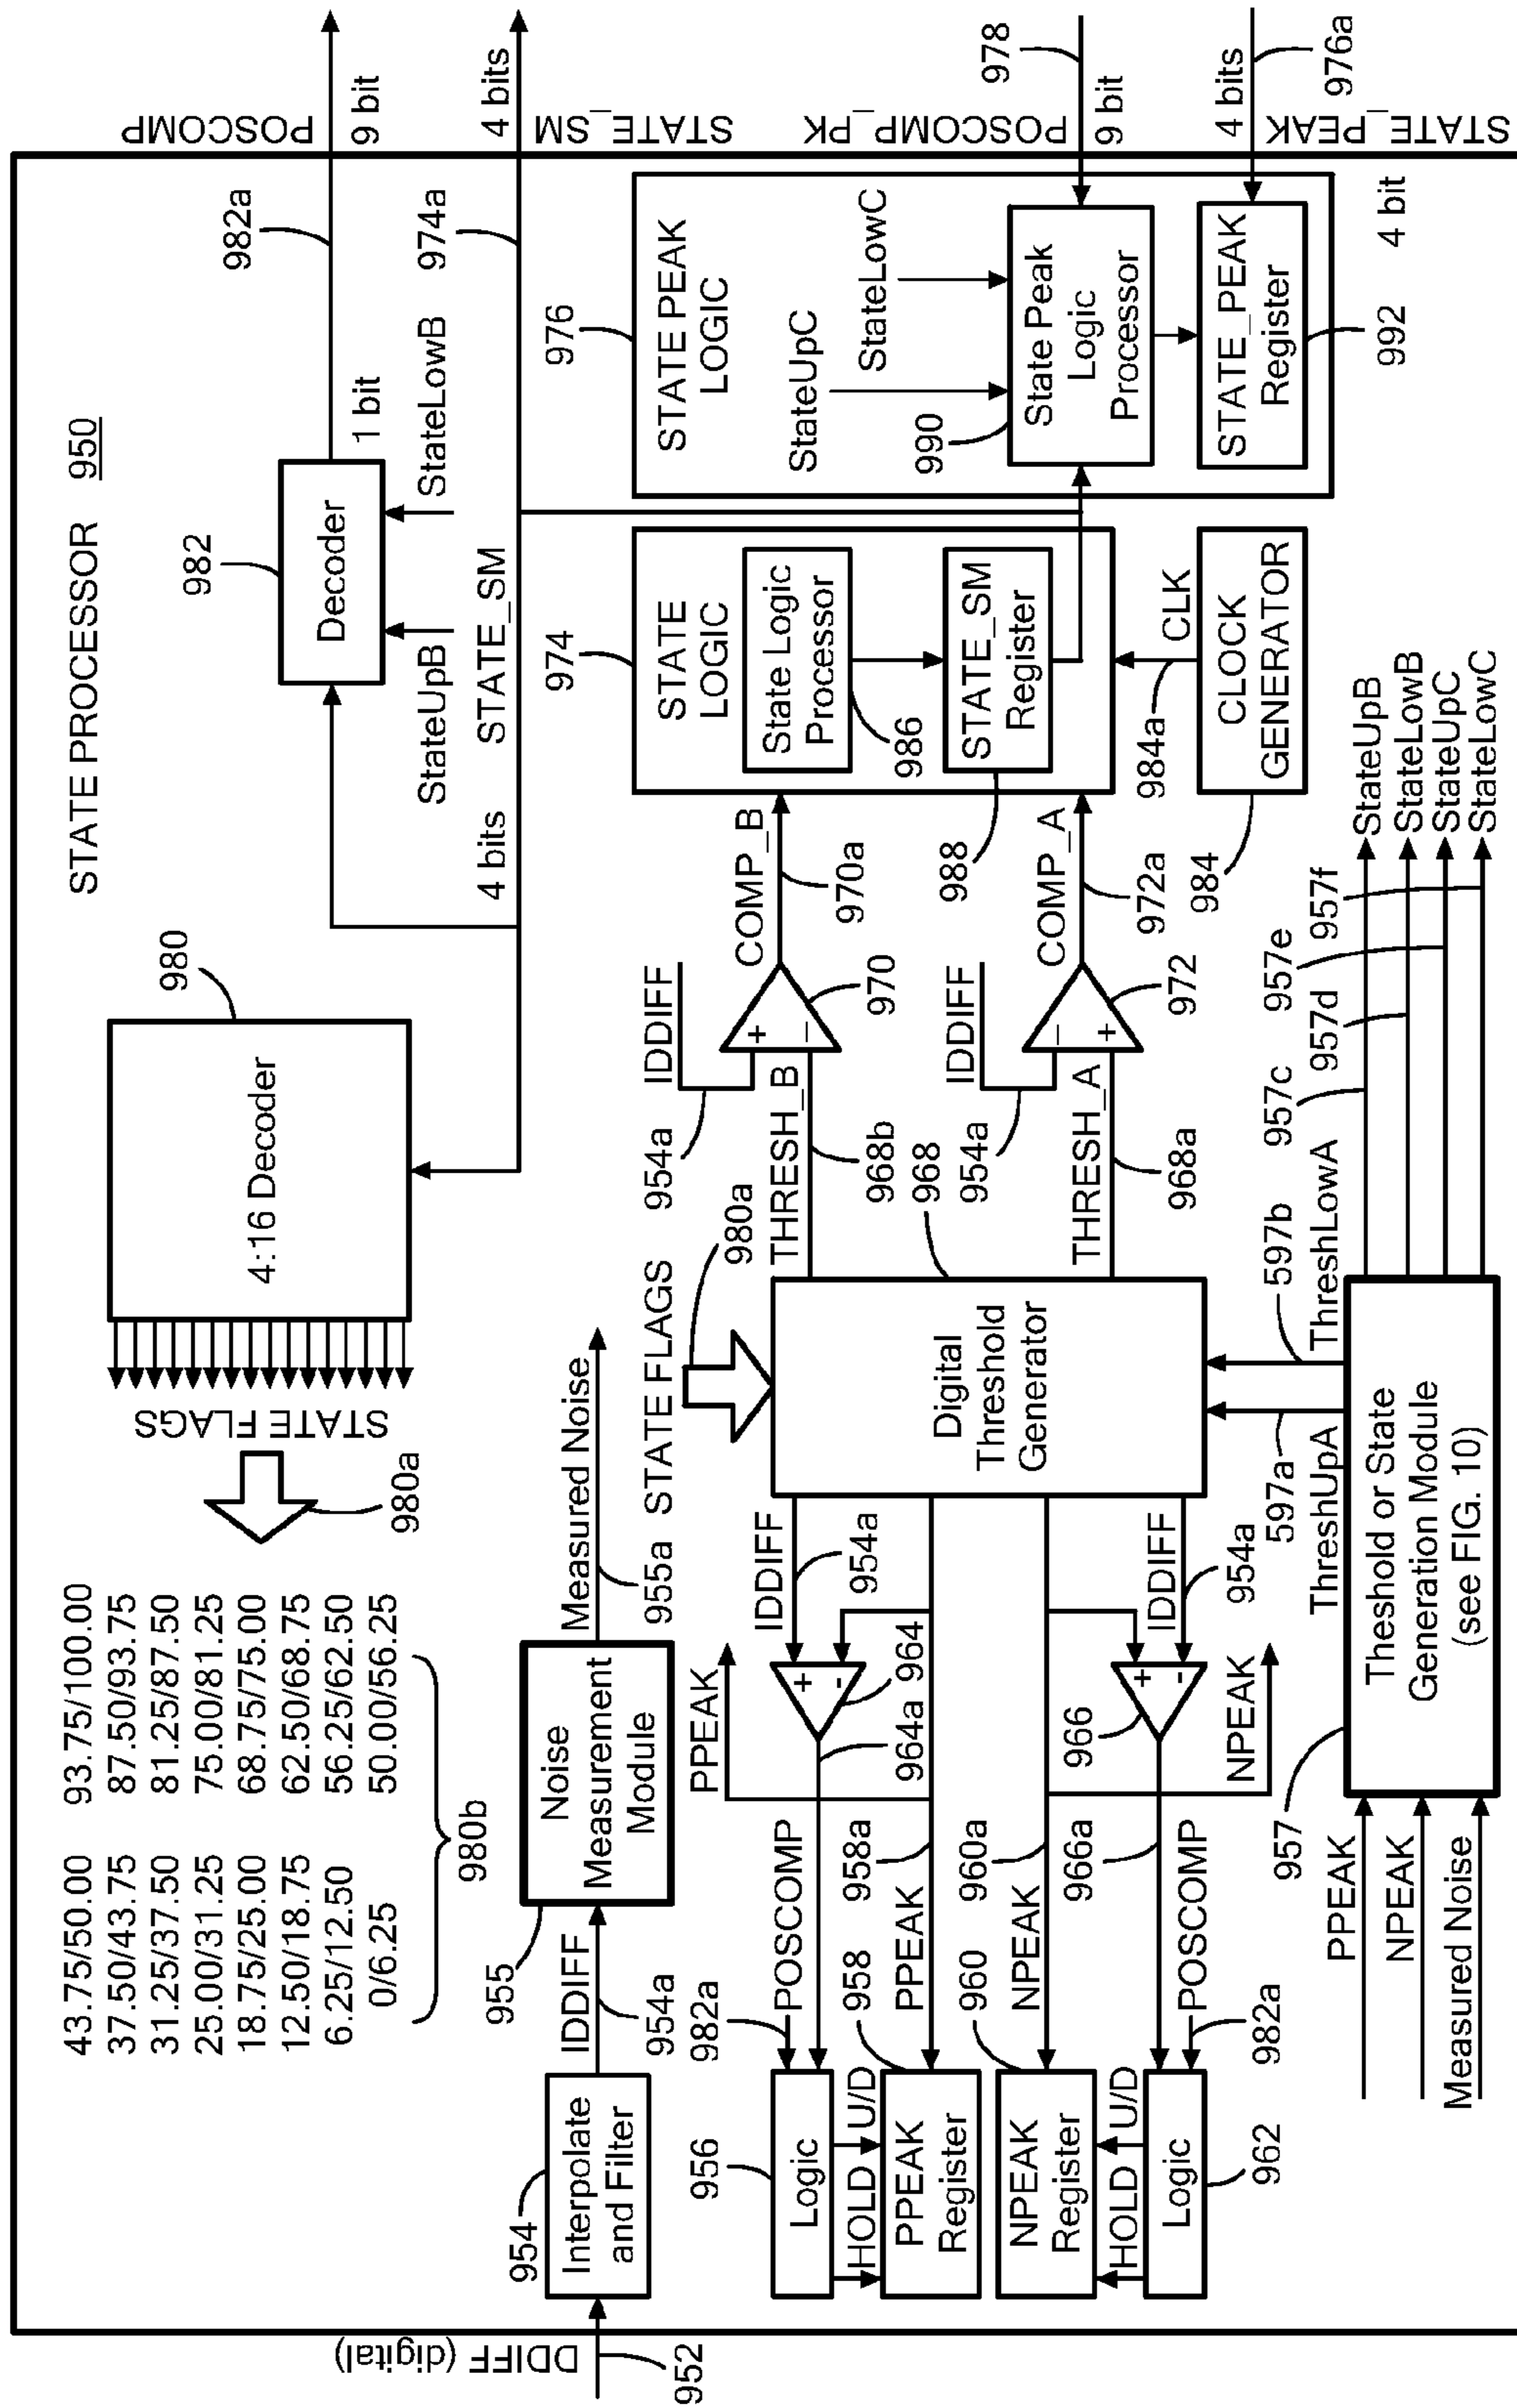 STATE PROCESSOR 950
DDIFF (digital)
952
43.75/50.00 93.75/100.00
37.50/43.75 87.50/93.75
31.25/37.50 81.25/87.50
25.00/31.25 75.00/81.25
18.75/25.00 68.75/75.00
12.50/18.75 62.50/68.75
6.25/12.50 56.25/62.50
0/6.25 50.00/56.25
980b
STATE FLAGS
980a
4:16 Decoder
980
982
Decoder
1 bit
StateUpB
StateLowB
4 bits
STATE_SM
982a
974a
POSCOMP
9 bit
4 bits
STATE_SM
954
Interpolate
and Filter
IDDIFF
954a
955
Noise
Measurement
Module
Measured Noise
955a
STATE FLAGS
980a
956
Logic
982a
POSCOMP
HOLD
U/D
958
PPEAK
Register
PPEAK
958a
PPEAK
964a
964
+
-
IDDIFF
954a
960
NPEAK
Register
NPEAK
960a
HOLD
U/D
Logic
962
982a
POSCOMP
966a
966
+
-
NPEAK
IDDIFF
954a
Digital
Threshold
Generator
968
THRESH_B
968b
THRESH_A
968a
954a
IDDIFF
+
−
970
COMP_B
970a
954a
IDDIFF
−
+
972
COMP_A
972a
974
STATE
LOGIC
State Logic
Processor
986
STATE_SM
Register
988
984a
CLK
CLOCK
GENERATOR
984
976
STATE PEAK
LOGIC
StateUpC
StateLowC
990
State Peak
Logic
Processor
STATE_PEAK
Register
992
4 bit
POSCOMP_PK
9 bit
978
STATE_PEAK
4 bits
976a
PPEAK
NPEAK
Measured Noise
957
Theshold or State
Generation Module
(see FIG. 10)
ThreshUpA
597a
597b
ThreshLowA
957c
957d
957e
957f
StateUpB
StateLowB
StateUpC
StateLowC